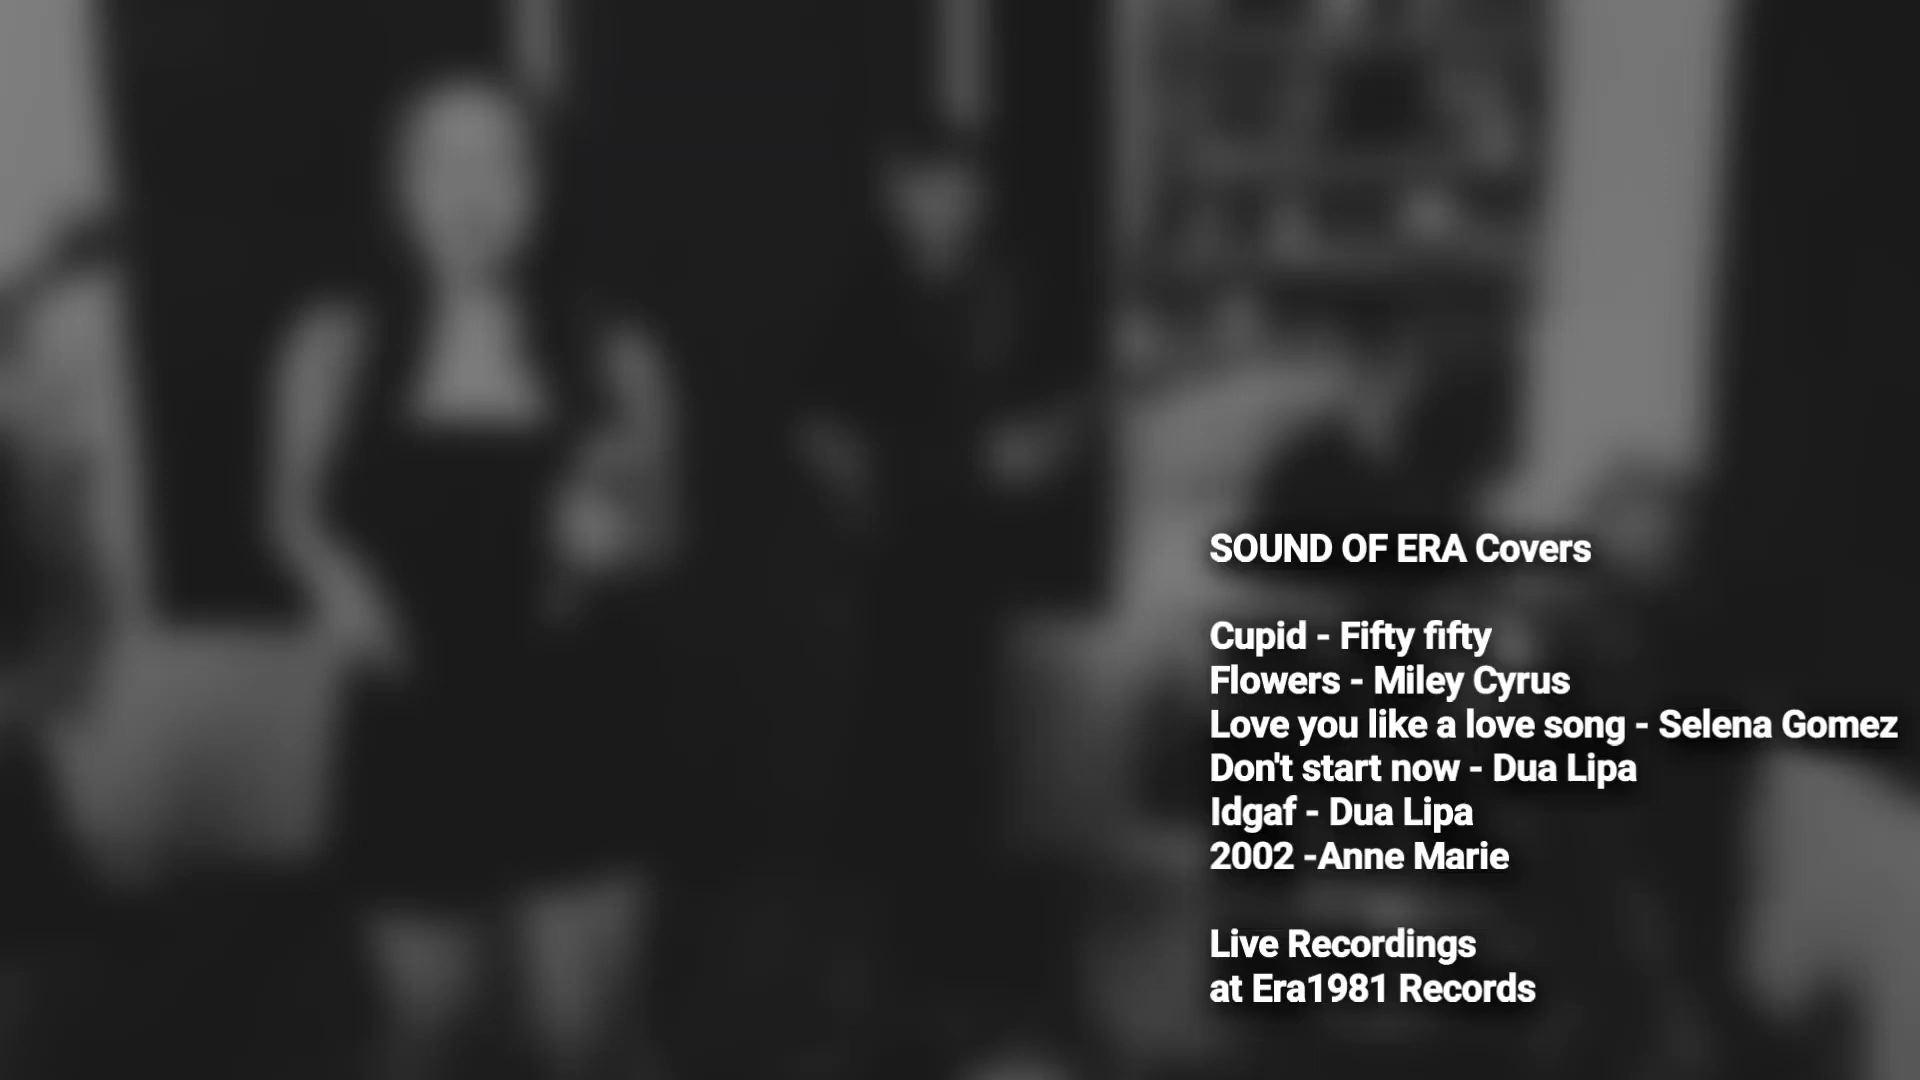 SOUND OF ERA Covers
Cupid - Fifty fifty
Flowers - Miley Cyrus
Love you like a love song - Selena Gomez
Don't start now - Dua Lipa
Idgaf - Dua Lipa
2002 -Anne Marie
Live Recordings
at Era1981 Records